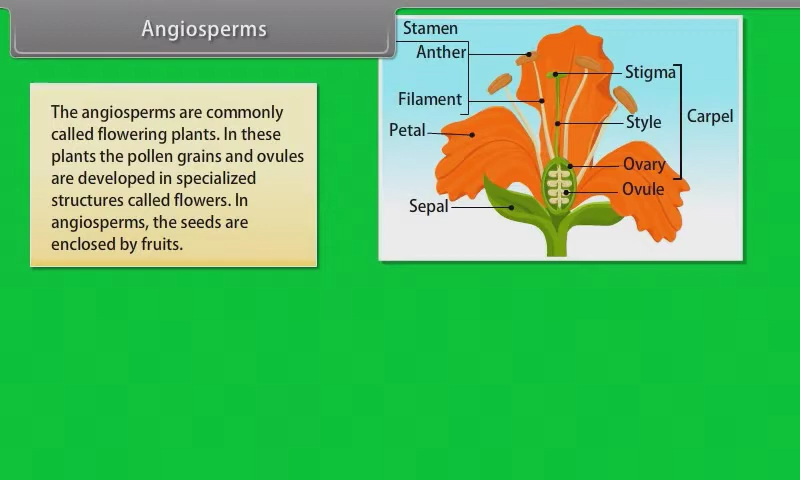 Angiosperms
The angiosperms are commonly
called flowering plants. In these
plants the pollen grains and ovules
are developed in specialized
structures called flowers. In
angiosperms, the seeds are
enclosed by fruits.
Stamen
Anther
Filament
Petal
Sepal
Stigma
Style
Carpel
Ovary
Ovule